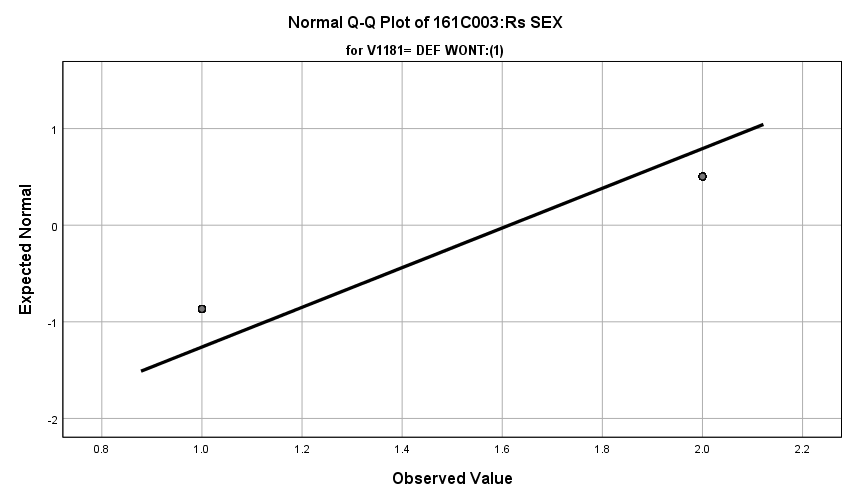 Normal Q-Q Plot of 161C003:Rs SEX
for V1181= DEF WONT:(1)
Expected Normal
1
0
-1
-2
0.8 1.0 1.2 1.4 1.6 1.8 2.0 2.2
Observed Value